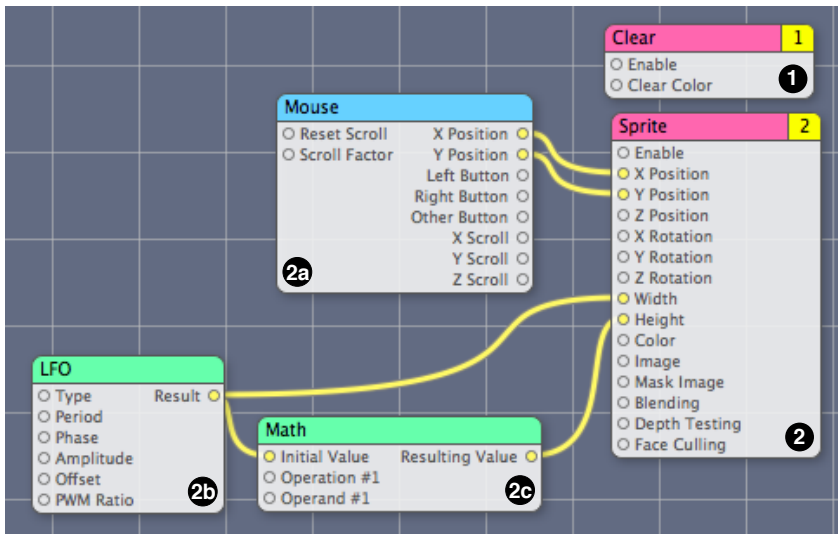 Clear 1
Enable
Clear Color
1
Mouse
Reset Scroll X Position
Scroll Factor Y Position
Left Button
Right Button
Other Button
X Scroll
Y Scroll
Z Scroll
2a
Sprite 2
Enable
X Position
Y Position
Z Position
X Rotation
Y Rotation
Z Rotation
Width
Height
Color
Image
Mask Image
Blending
Depth Testing
Face Culling
2
LFO
Type Result
Period
Phase
Amplitude
Offset
PWM Ratio
2b
Math
Initial Value Resulting Value
Operation #1
Operand #1
2c